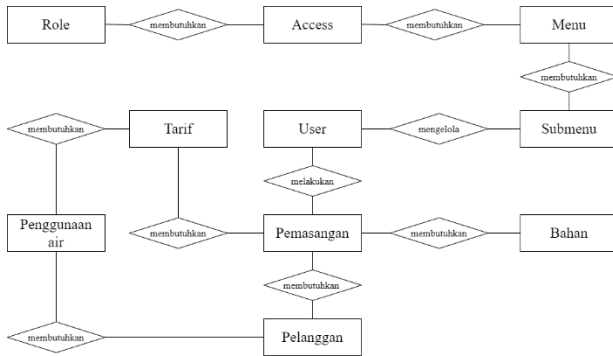 Role
membutuhkan
Access
membutuhkan
Menu
membutuhkan
membutuhkan
Tarif
User
mengelola
Submenu
melakukan
Penggunaan
air
membutuhkan
Pemasangan
membutuhkan
Bahan
membutuhkan
membutuhkan
Pelanggan